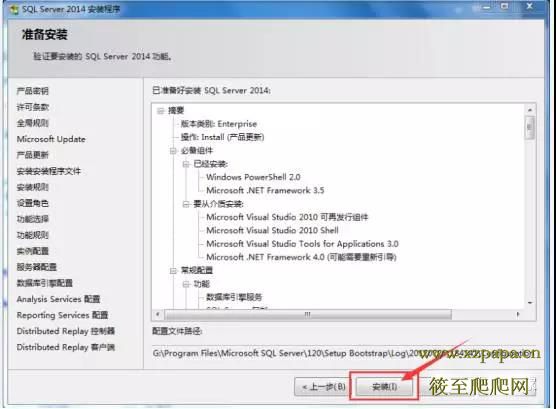 SQL Server 2014 安装程序
准备安装
验证要安装的 SQL Server 2014 功能。
产品密钥
许可条款
全局规则
Microsoft Update
产品更新
安装安装程序文件
安装规则
设置角色
功能选择
功能规则
实例配置
服务器配置
数据库引擎配置
Analysis Services 配置
Reporting Services 配置
Distributed Replay 控制器
Distributed Replay 客户端
已准备好安装 SQL Server 2014:
摘要
版本类别: Enterprise
操作: Install (产品更新)
必备组件
已经安装:
Windows PowerShell 2.0
Microsoft .NET Framework 3.5
要从介质安装:
Microsoft Visual Studio 2010 可再发行组件
Microsoft Visual Studio 2010 Shell
Microsoft Visual Studio Tools for Applications 3.0
Microsoft .NET Framework 4.0 (可能需要重新引导)
常规配置
功能
数据库引擎服务
配置文件路径:
G:\Program Files\Microsoft SQL Server\120\Setup Bootstrap\Log\
< 上一步(B)
安装(I)
筱至爬爬网